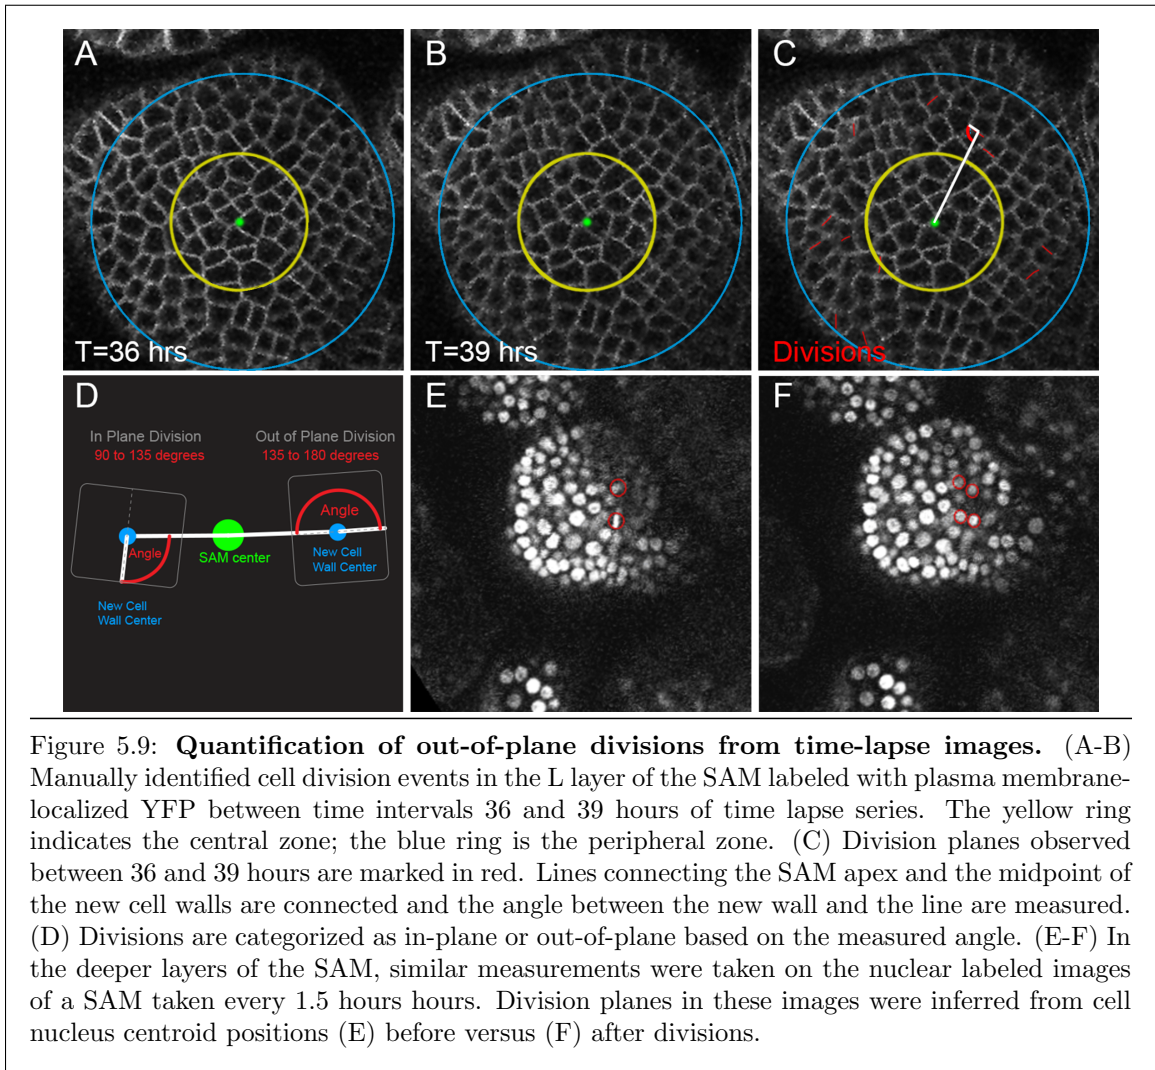 A
B
C
T=36 hrs
T=39 hrs
Divisions
D
E
F
In Plane Division
90 to 135 degrees
Out of Plane Division
135 to 180 degrees
Angle
Angle
SAM center
New Cell
Wall Center
New Cell
Wall Center
Figure 5.9: Quantification of out-of-plane divisions from time-lapse images. (A-B)
Manually identified cell division events in the L layer of the SAM labeled with plasma membrane-
localized YFP between time intervals 36 and 39 hours of time lapse series. The yellow ring
indicates the central zone; the blue ring is the peripheral zone. (C) Division planes observed
between 36 and 39 hours are marked in red. Lines connecting the SAM apex and the midpoint of
the new cell walls are connected and the angle between the new wall and the line are measured.
(D) Divisions are categorized as in-plane or out-of-plane based on the measured angle. (E-F) In
the deeper layers of the SAM, similar measurements were taken on the nuclear labeled images
of a SAM taken every 1.5 hours hours. Division planes in these images were inferred from cell
nucleus centroid positions (E) before versus (F) after divisions.